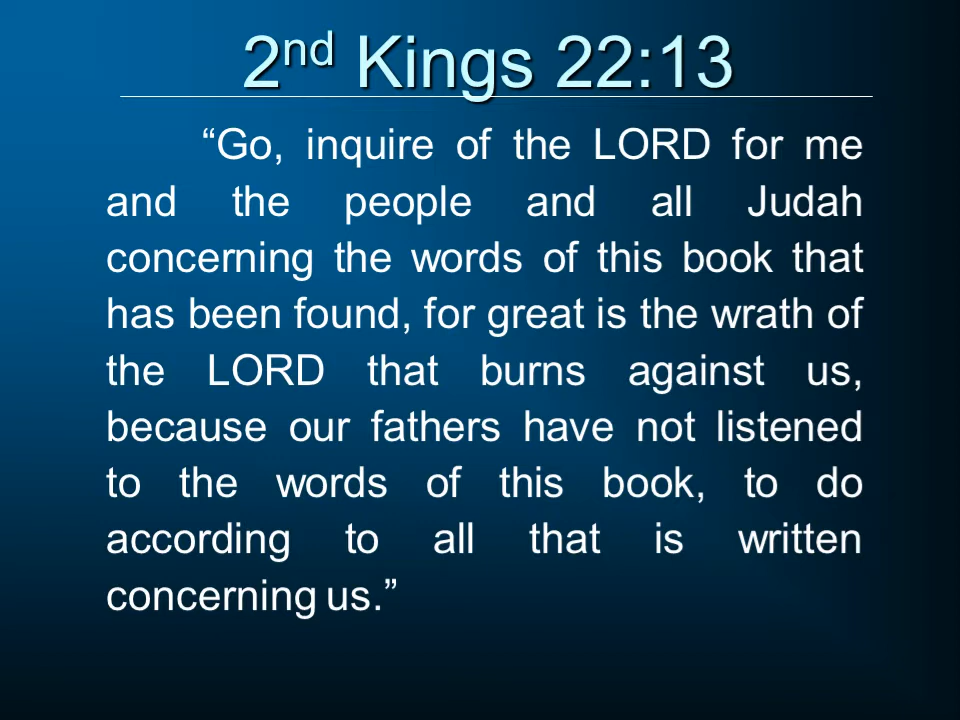 2nd Kings 22:13
“Go, inquire of the LORD for me
and the people and all Judah
concerning the words of this book that
has been found, for great is the wrath of
the LORD that burns against us,
because our fathers have not listened
to the words of this book, to do
according to all that is written
concerning us.”